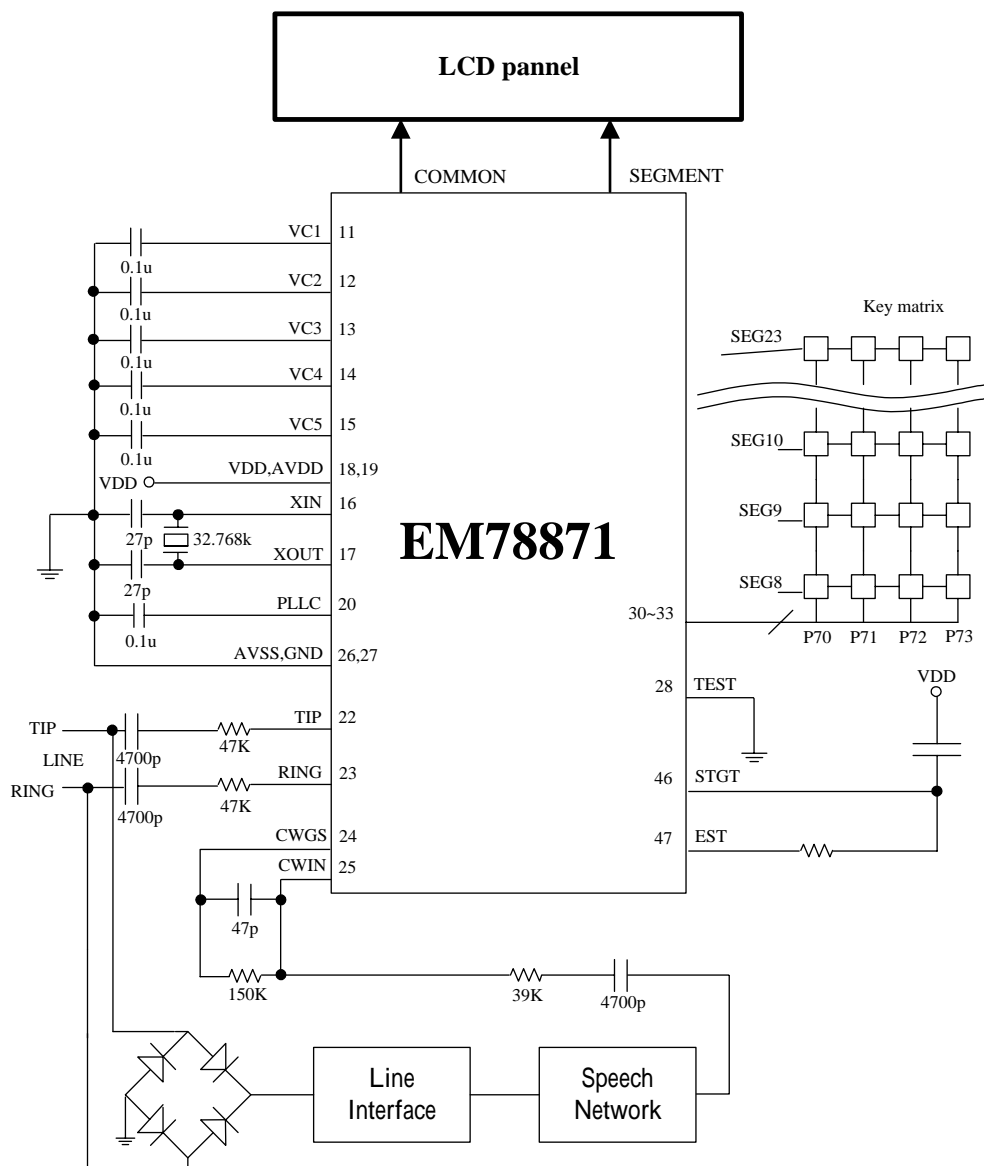 LCD pannel
COMMON
SEGMENT
VC1
11
0.1u
VC2
12
0.1u
VC3
13
0.1u
VC4
14
0.1u
VC5
15
0.1u
VDD
VDD,AVDD
18,19
XIN
16
27p
32.768k
XOUT
17
27p
PLLC
20
0.1u
AVSS,GND
26,27
EM78871
Key matrix
SEG23
SEG10
SEG9
SEG8
30~33
P70
P71
P72
P73
28
TEST
VDD
TIP
TIP
22
4700p
47K
LINE
RING
RING
23
4700p
47K
46
STGT
47
EST
CWGS
24
CWIN
25
47p
150K
39K
4700p
Line
Interface
Speech
Network